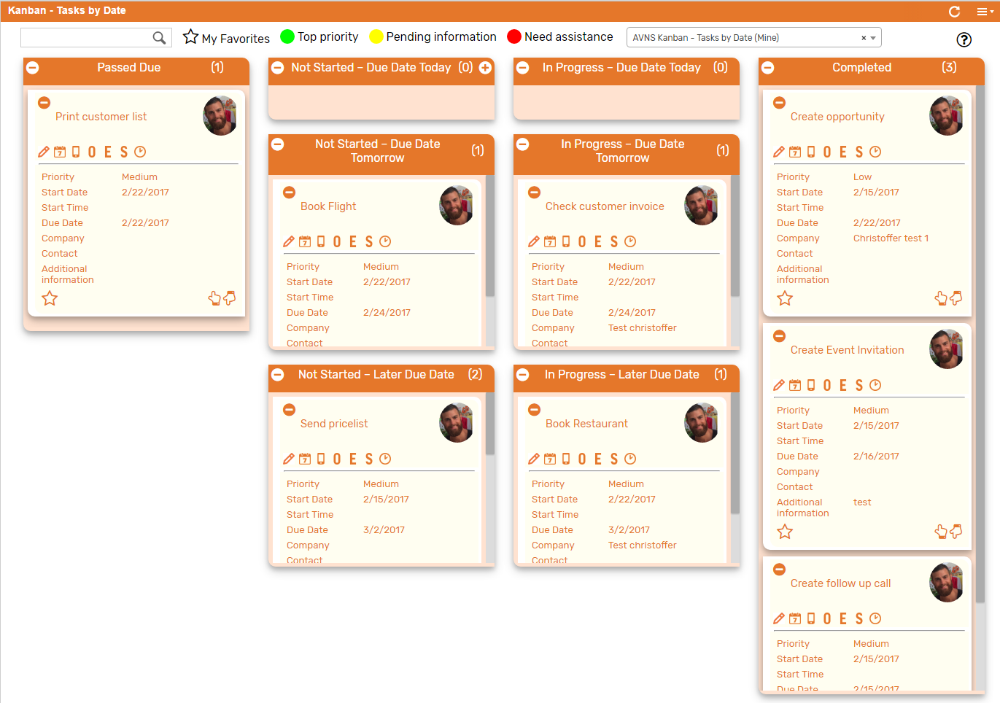 Kanban - Tasks by Date
My Favorites
Top priority
Pending information
Need assistance
AVNS Kanban - Tasks by Date (Mine)
Passed Due (1)
Print customer list
7 O E S
Priority Medium
Start Date 2/22/2017
Start Time
Due Date 2/22/2017
Company
Contact
Additional
information
Not Started – Due Date Today (0)
Not Started – Due Date
Tomorrow
(1)
Book Flight
7 O E S
Priority Medium
Start Date 2/22/2017
Start Time
Due Date 2/24/2017
Company
Contact
Not Started – Later Due Date (2)
Send pricelist
7 O E S
Priority Medium
Start Date 2/15/2017
Start Time
Due Date 3/2/2017
Company
Contact
In Progress – Due Date Today (0)
In Progress – Due Date
Tomorrow
(1)
Check customer invoice
7 O E S
Priority Medium
Start Date 2/22/2017
Start Time
Due Date 2/24/2017
Company Test christoffer
Contact
In Progress – Later Due Date (1)
Book Restaurant
7 O E S
Priority Medium
Start Date 2/22/2017
Start Time
Due Date 3/2/2017
Company Test christoffer
Contact
Completed (3)
Create opportunity
7 O E S
Priority Low
Start Date 2/15/2017
Start Time
Due Date 2/22/2017
Company Christoffer test 1
Contact
Additional
information
Create Event Invitation
7 O E S
Priority Medium
Start Date 2/15/2017
Start Time
Due Date 2/16/2017
Company
Contact
Additional test
information
Create follow up call
7 O E S
Priority Medium
Start Date 2/15/2017
Start Time
Due Date 2/15/2017